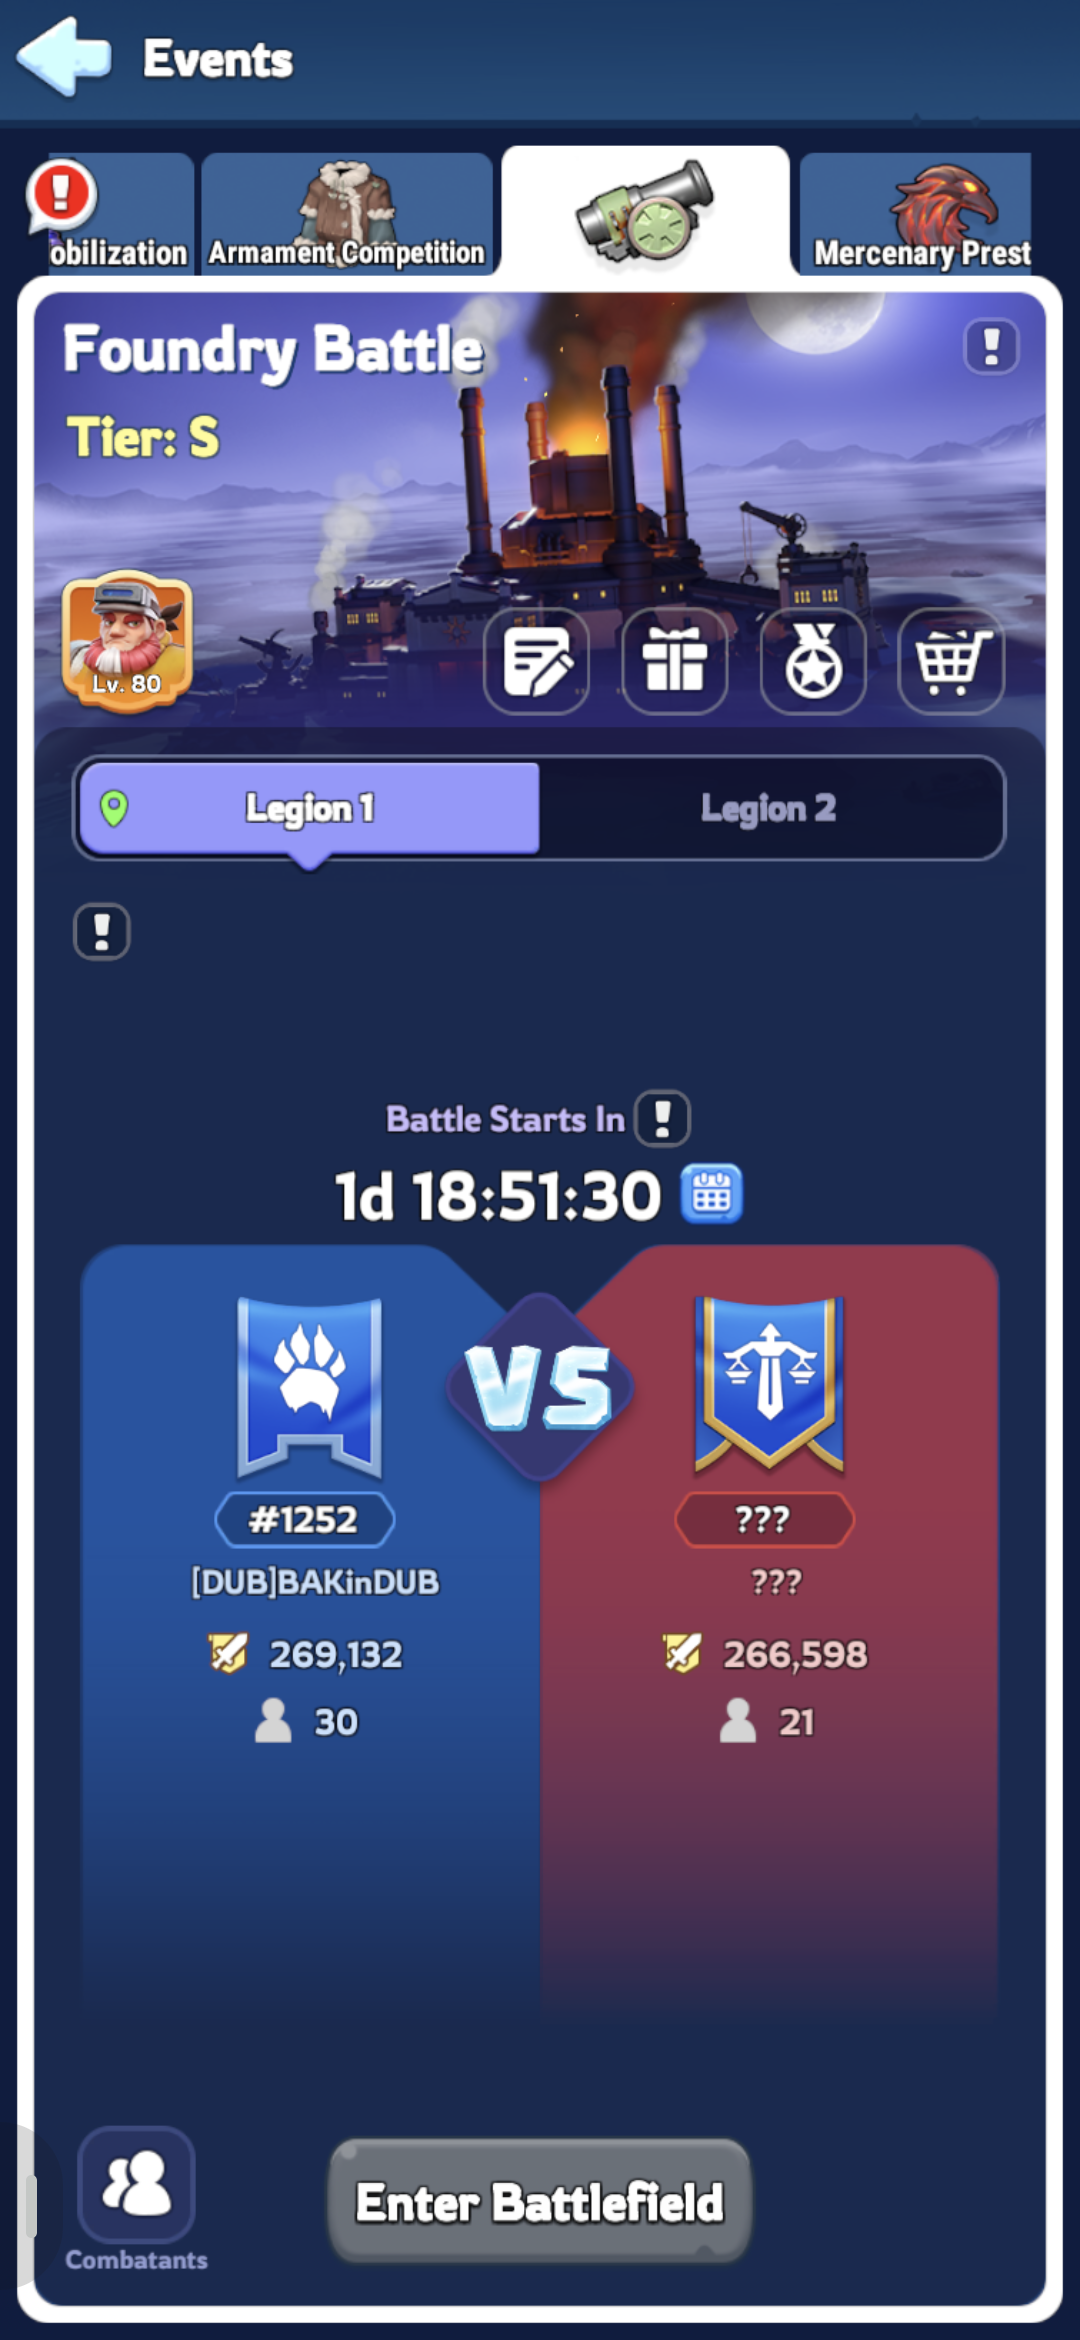 Events
obilization
Armament Competition
Mercenary Prest
Foundry Battle
Tier: S
Lv. 80
Legion 1
Legion 2
Battle Starts In
1d 18:51:30
VS
#1252
???
[DUB]BAKinDUB
???
269,132
266,598
30
21
Enter Battlefield
Combatants